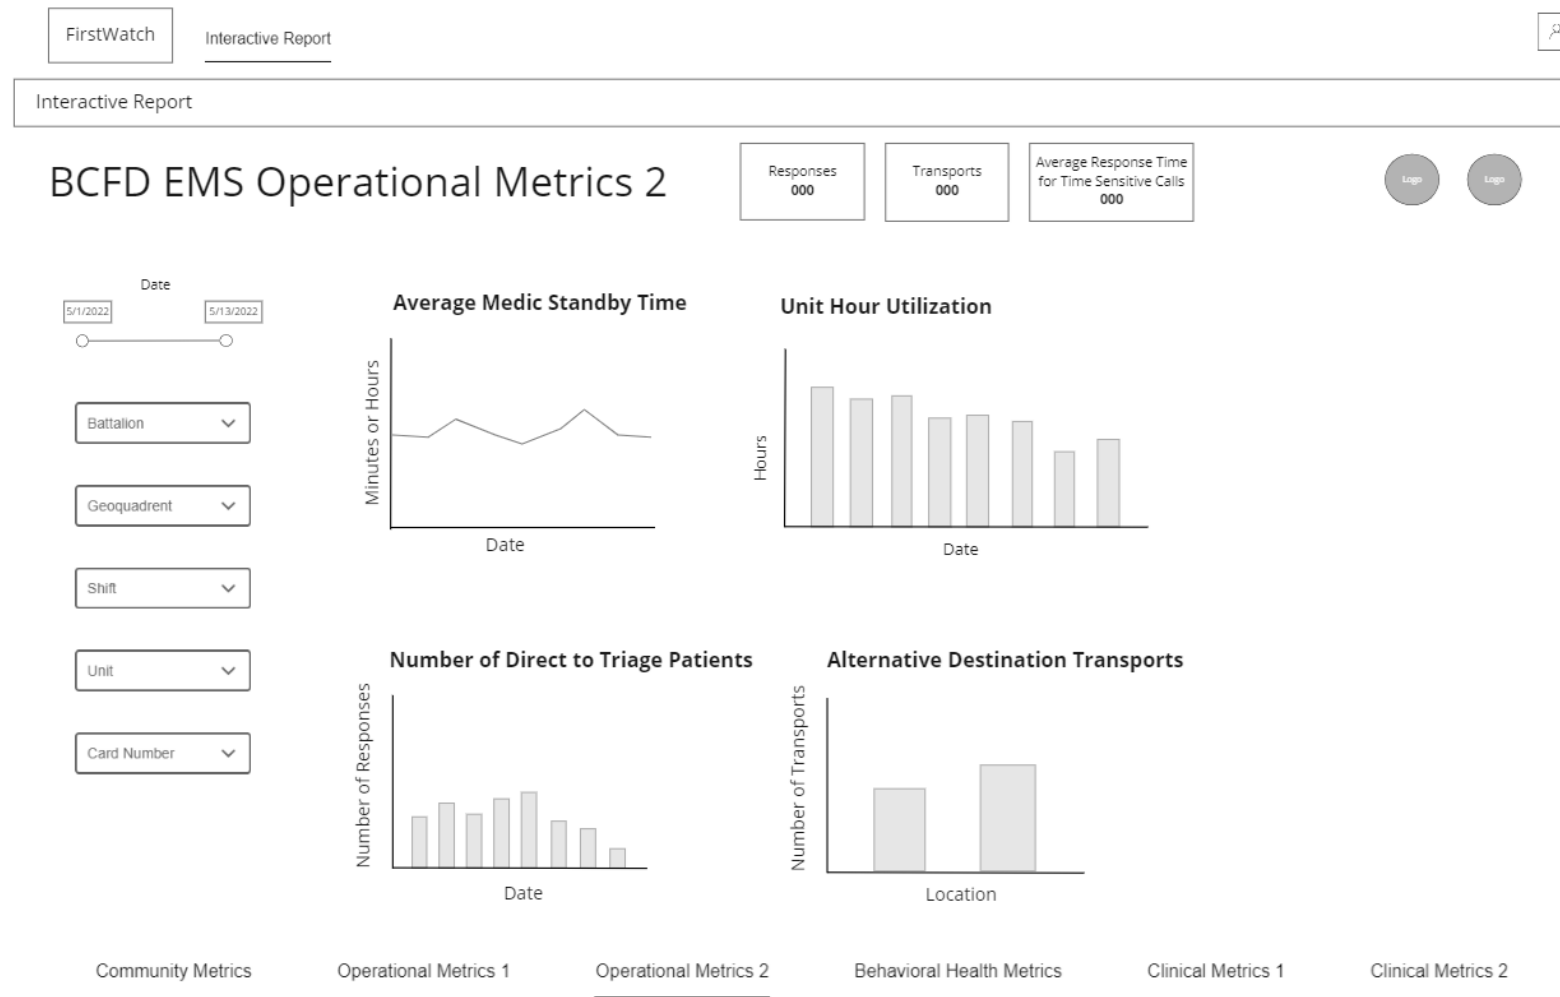 FirstWatch
Interactive Report
Interactive Report
BCFD EMS Operational Metrics 2
Responses
000
Transports
000
Average Response Time
for Time Sensitive Calls
000
Logo
Logo
Date
5/1/2022
5/13/2022
Battalion
Geoquadrent
Shift
Unit
Card Number
Average Medic Standby Time
Minutes or Hours
Date
Unit Hour Utilization
Hours
Date
Number of Direct to Triage Patients
Number of Responses
Date
Alternative Destination Transports
Number of Transports
Location
Community Metrics
Operational Metrics 1
Operational Metrics 2
Behavioral Health Metrics
Clinical Metrics 1
Clinical Metrics 2